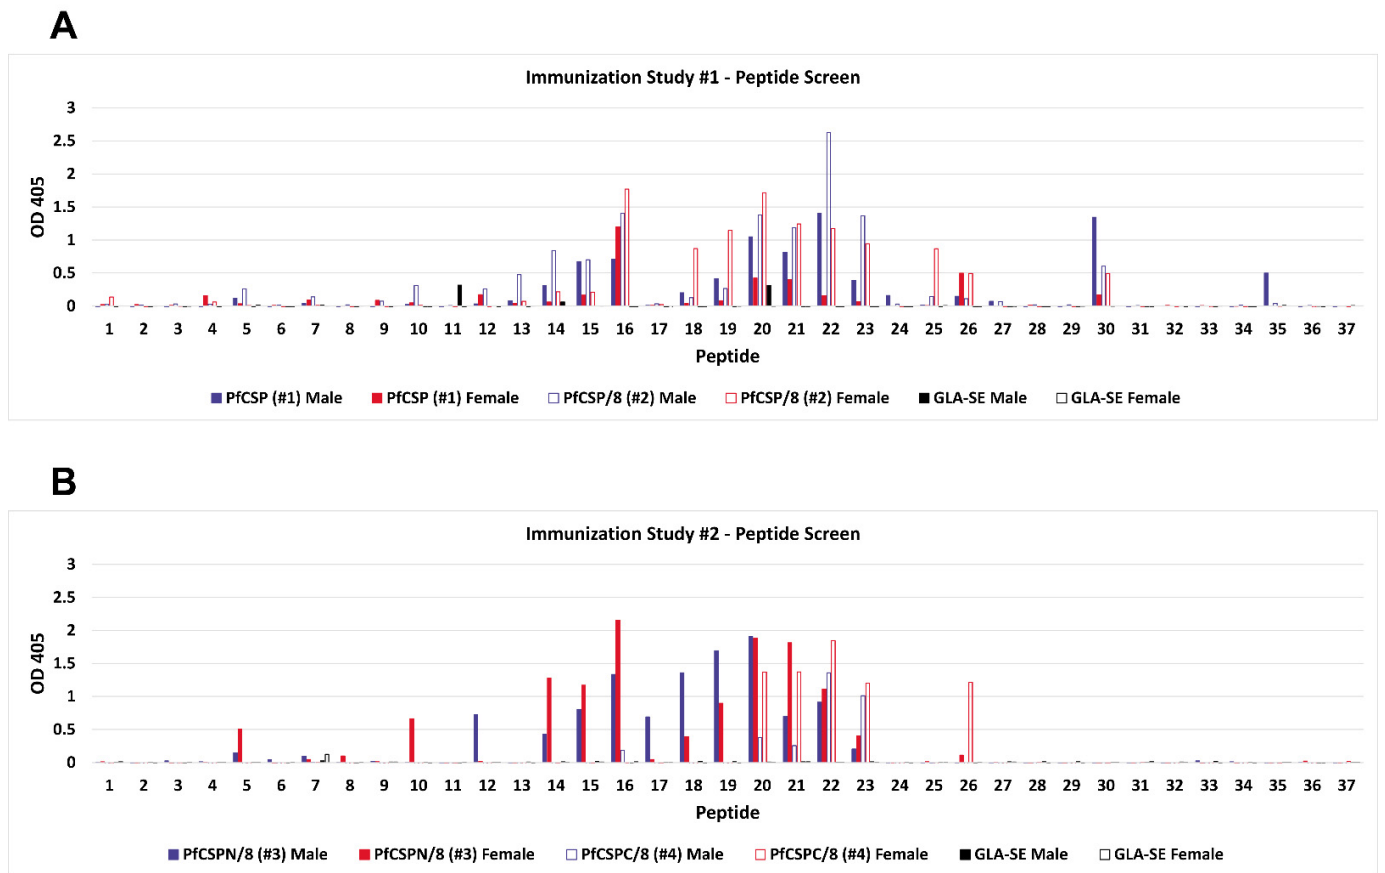 A
Immunization Study #1 - Peptide Screen
3
2.5
2
1.5
1
0.5
0
OD 405
1 2 3 4 5 6 7 8 9 10 11 12 13 14 15 16 17 18 19 20 21 22 23 24 25 26 27 28 29 30 31 32 33 34 35 36 37
Peptide
PfCSP (#1) Male PfCSP (#1) Female PfCSP/8 (#2) Male PfCSP/8 (#2) Female GLA-SE Male GLA-SE Female
B
Immunization Study #2 - Peptide Screen
3
2.5
2
1.5
1
0.5
0
OD 405
1 2 3 4 5 6 7 8 9 10 11 12 13 14 15 16 17 18 19 20 21 22 23 24 25 26 27 28 29 30 31 32 33 34 35 36 37
Peptide
PfCSPN/8 (#3) Male PfCSPN/8 (#3) Female PfCSPC/8 (#4) Male PfCSPC/8 (#4) Female GLA-SE Male GLA-SE Female